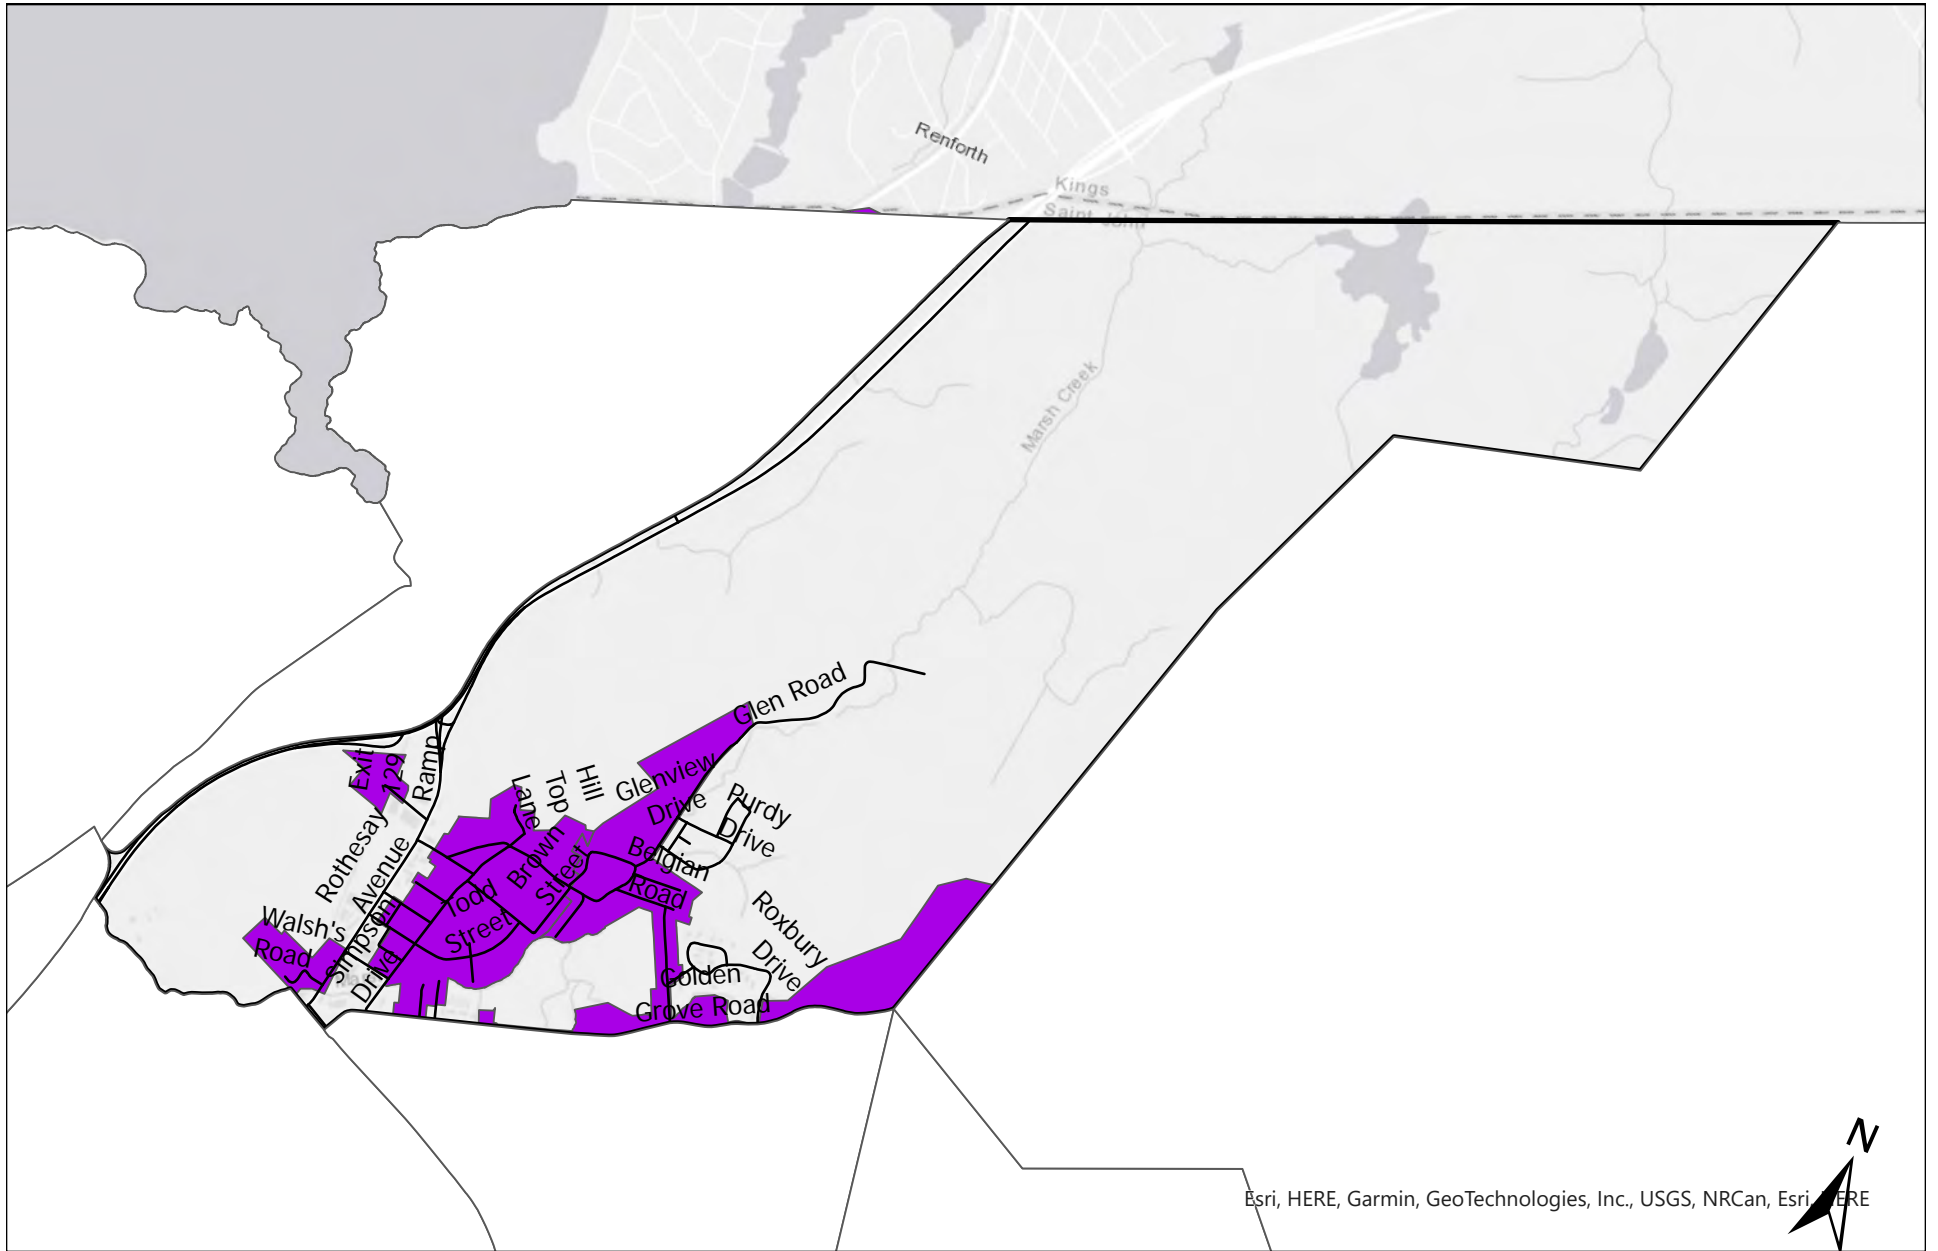 Renforth
Kings
Saint John
Marsh Creek
Glen Road
Exit
129
Ramp
Lane
Top
Hill
Glenview
Drive
Purdy
Drive
Rothesay
Avenue
Brown
Street
Belgian
Road
Todd
Street
Simpson
Drive
Walsh's
Road
Roxbury
Drive
Golden
Grove Road
N
Esri, HERE, Garmin, GeoTechnologies, Inc., USGS, NRCan, Esri, HERE